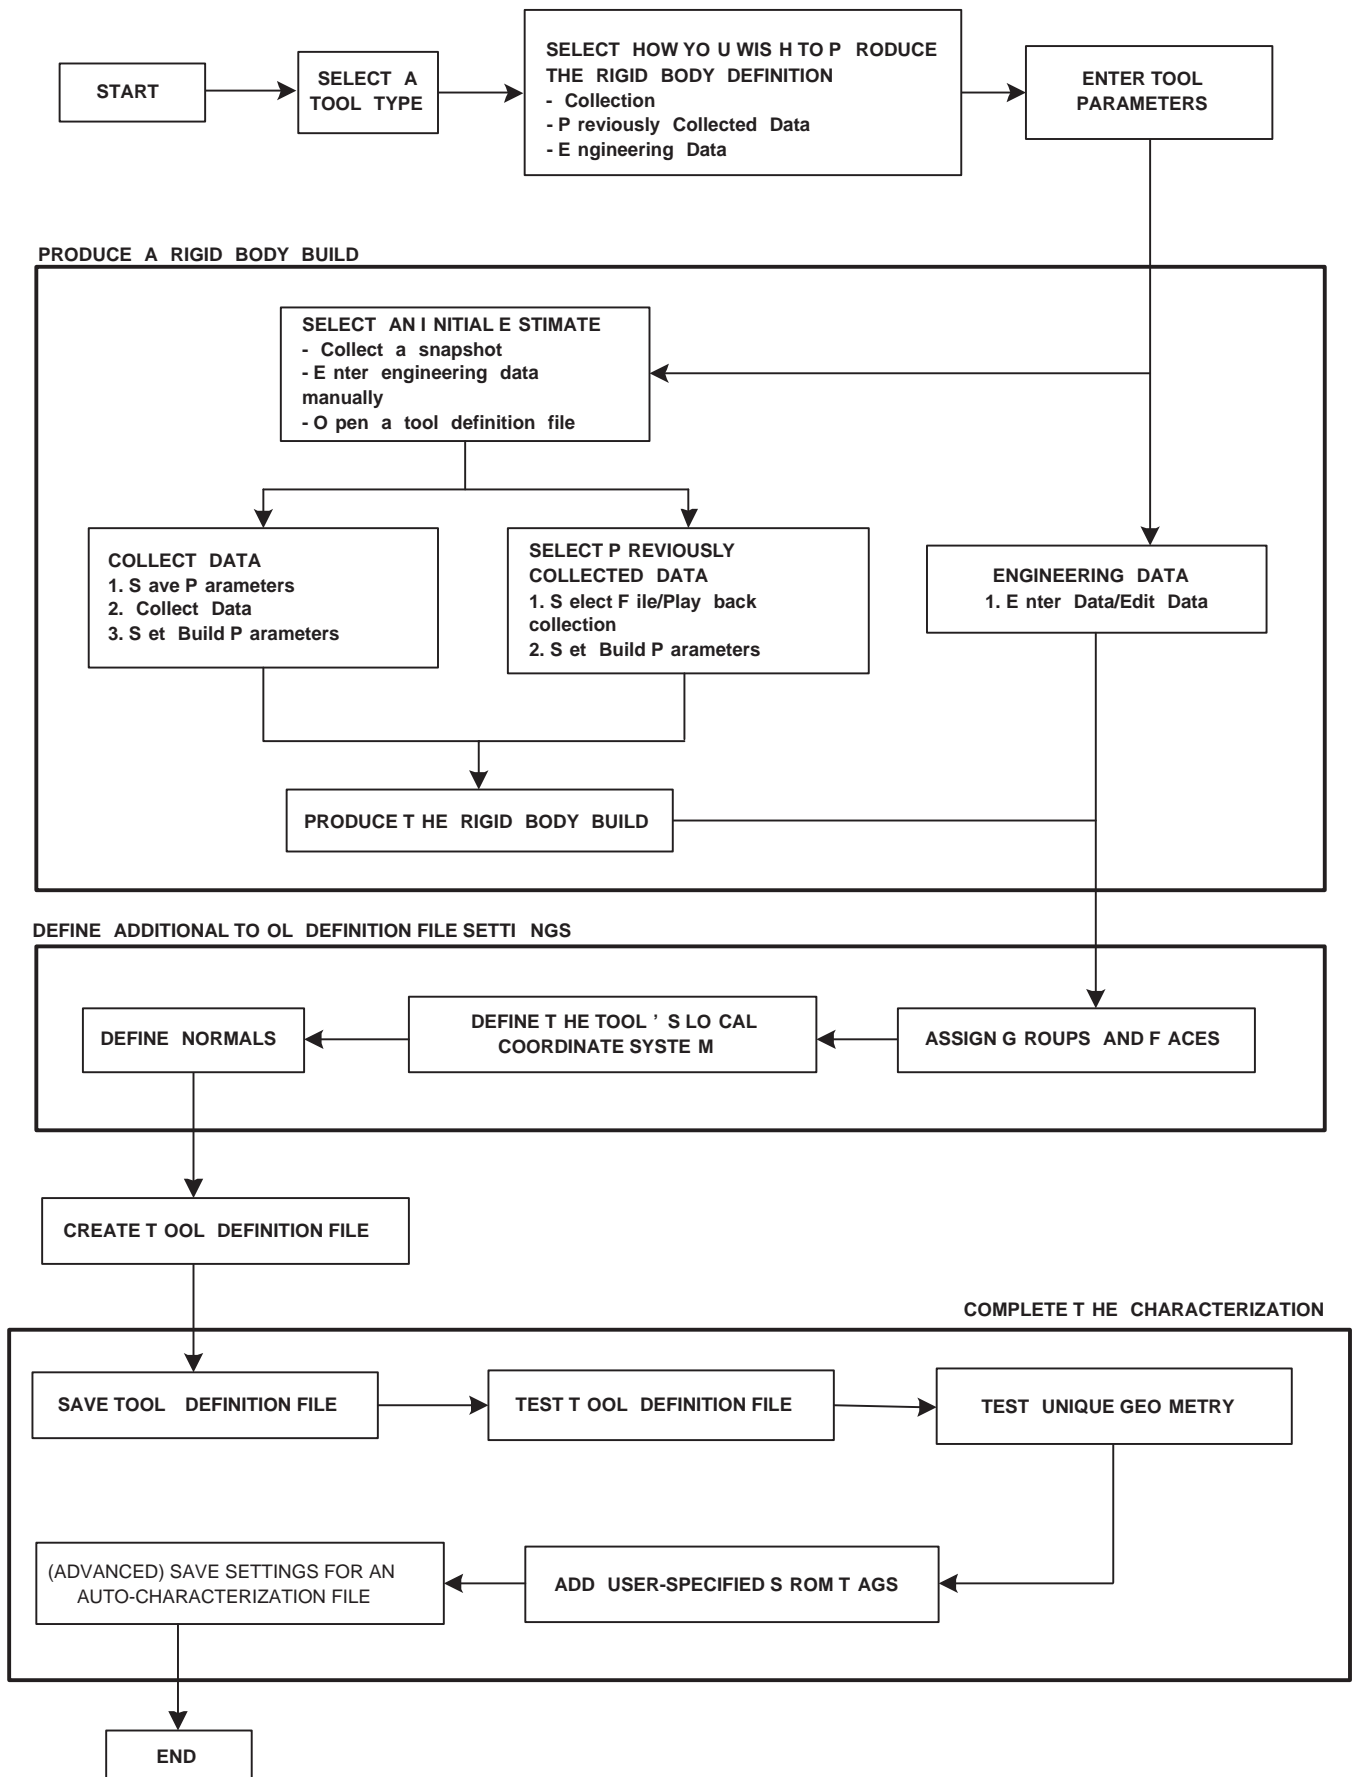 START
SELECT A
TOOL TYPE
SELECT HOW YO U WIS H TO P RODUCE
THE RIGID BODY DEFINITION
- Collection
- P reviously Collected Data
- E ngineering Data
ENTER TOOL
PARAMETERS
PRODUCE A RIGID BODY BUILD
SELECT AN I NITIAL E STIMATE
- Collect a snapshot
- E nter engineering data
manually
- O pen a tool definition file
COLLECT DATA
1. S ave P arameters
2. Collect Data
3. S et Build P arameters
SELECT P REVIOUSLY
COLLECTED DATA
1. S elect F ile/Play back
collection
2. S et Build P arameters
ENGINEERING DATA
1. E nter Data/Edit Data
PRODUCE T HE RIGID BODY BUILD
DEFINE ADDITIONAL TO OL DEFINITION FILE SETTI NGS
DEFINE NORMALS
DEFINE T HE TOOL ’ S LO CAL
COORDINATE SYSTE M
ASSIGN G ROUPS AND F ACES
CREATE T OOL DEFINITION FILE
COMPLETE T HE CHARACTERIZATION
SAVE TOOL DEFINITION FILE
TEST T OOL DEFINITION FILE
TEST UNIQUE GEO METRY
(ADVANCED) SAVE SETTINGS FOR AN
AUTO-CHARACTERIZATION FILE
ADD USER-SPECIFIED S ROM T AGS
END